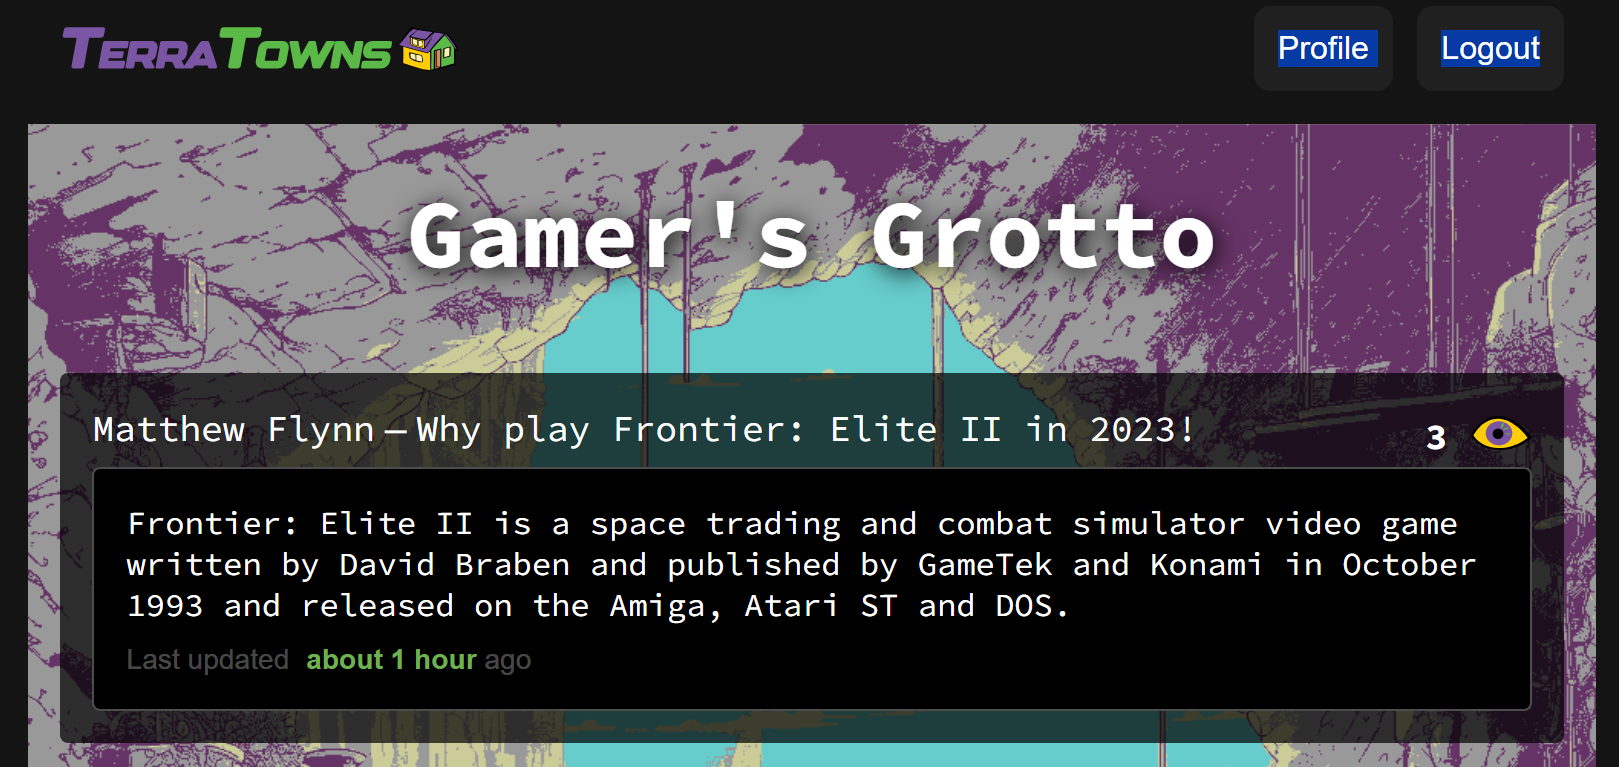 TERRATOWNS
Profile
Logout
Gamer's Grotto
Matthew Flynn — Why play Frontier: Elite II in 2023!
3
Frontier: Elite II is a space trading and combat simulator video game
written by David Braben and published by GameTek and Konami in October
1993 and released on the Amiga, Atari ST and DOS.
Last updated about 1 hour ago